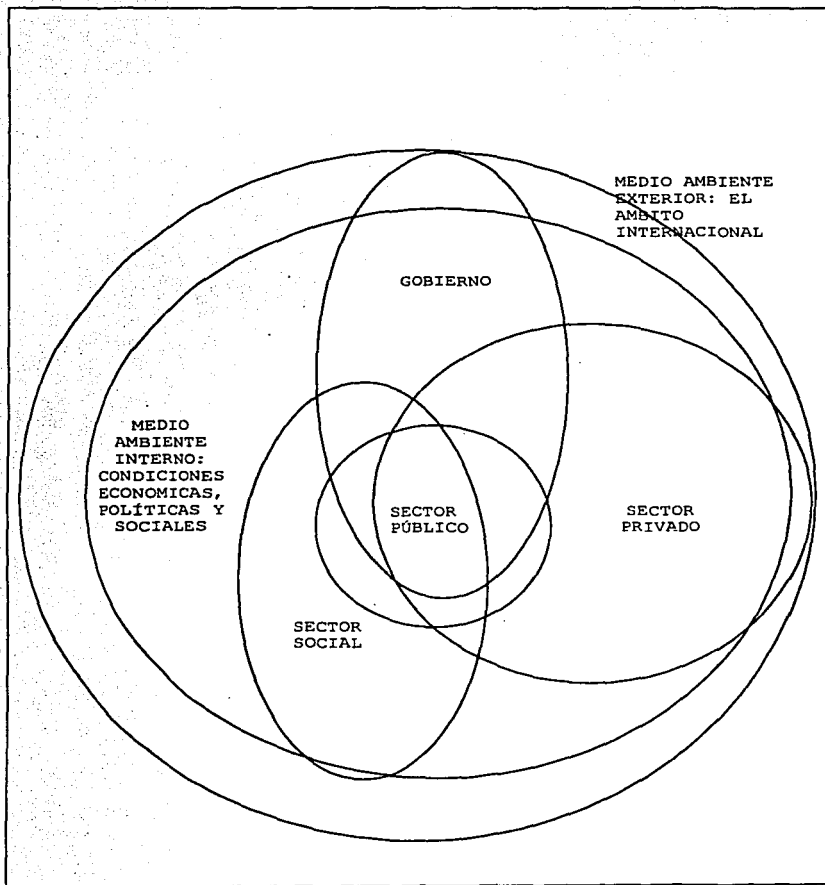 MEDIO AMBIENTE
EXTERIOR: EL
AMBITO
INTERNACIONAL
GOBIERNO
MEDIO
AMBIENTE
INTERNO:
CONDICIONES
ECONOMICAS,
POLÍTICAS Y
SOCIALES
SECTOR
PÚBLICO
SECTOR
PRIVADO
SECTOR
SOCIAL